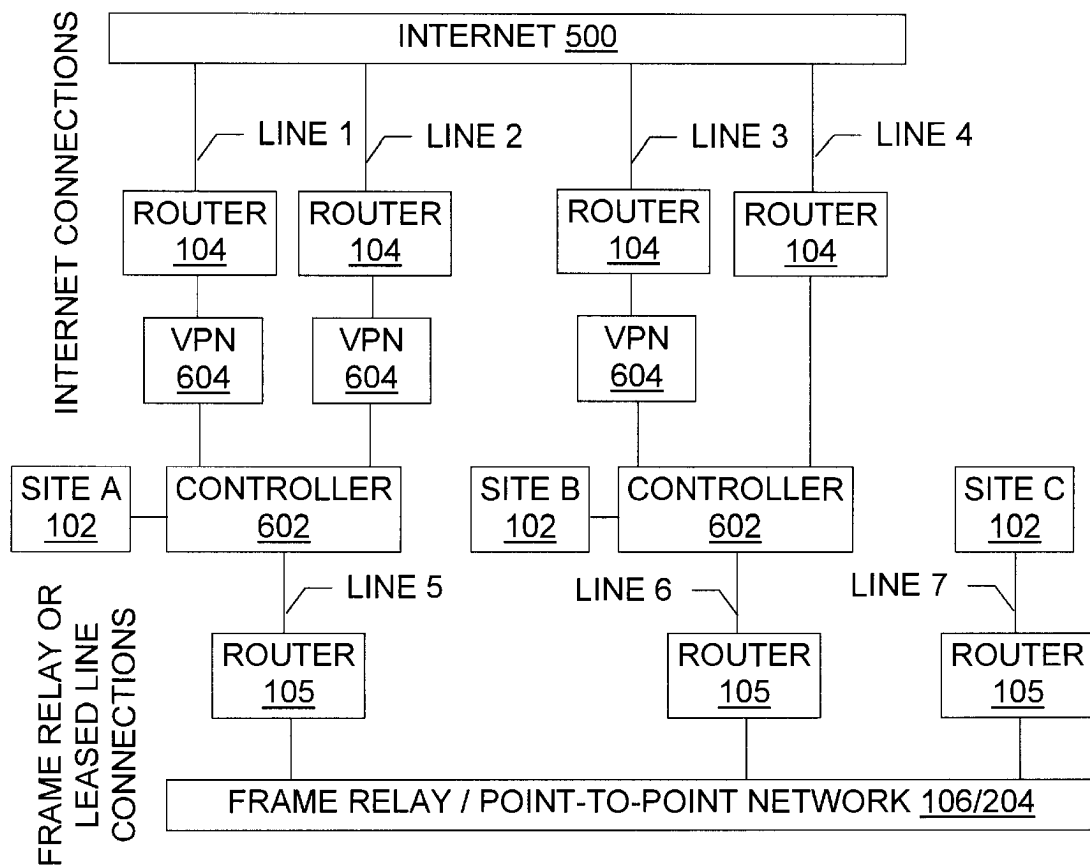 INTERNET 500
INTERNET CONNECTIONS
LINE 1
LINE 2
LINE 3
LINE 4
ROUTER
104
ROUTER
104
ROUTER
104
ROUTER
104
VPN
604
VPN
604
VPN
604
SITE A
102
CONTROLLER
602
SITE B
102
CONTROLLER
602
SITE C
102
FRAME RELAY OR
LEASED LINE
CONNECTIONS
LINE 5
LINE 6
LINE 7
ROUTER
105
ROUTER
105
ROUTER
105
FRAME RELAY / POINT-TO-POINT NETWORK 106/204